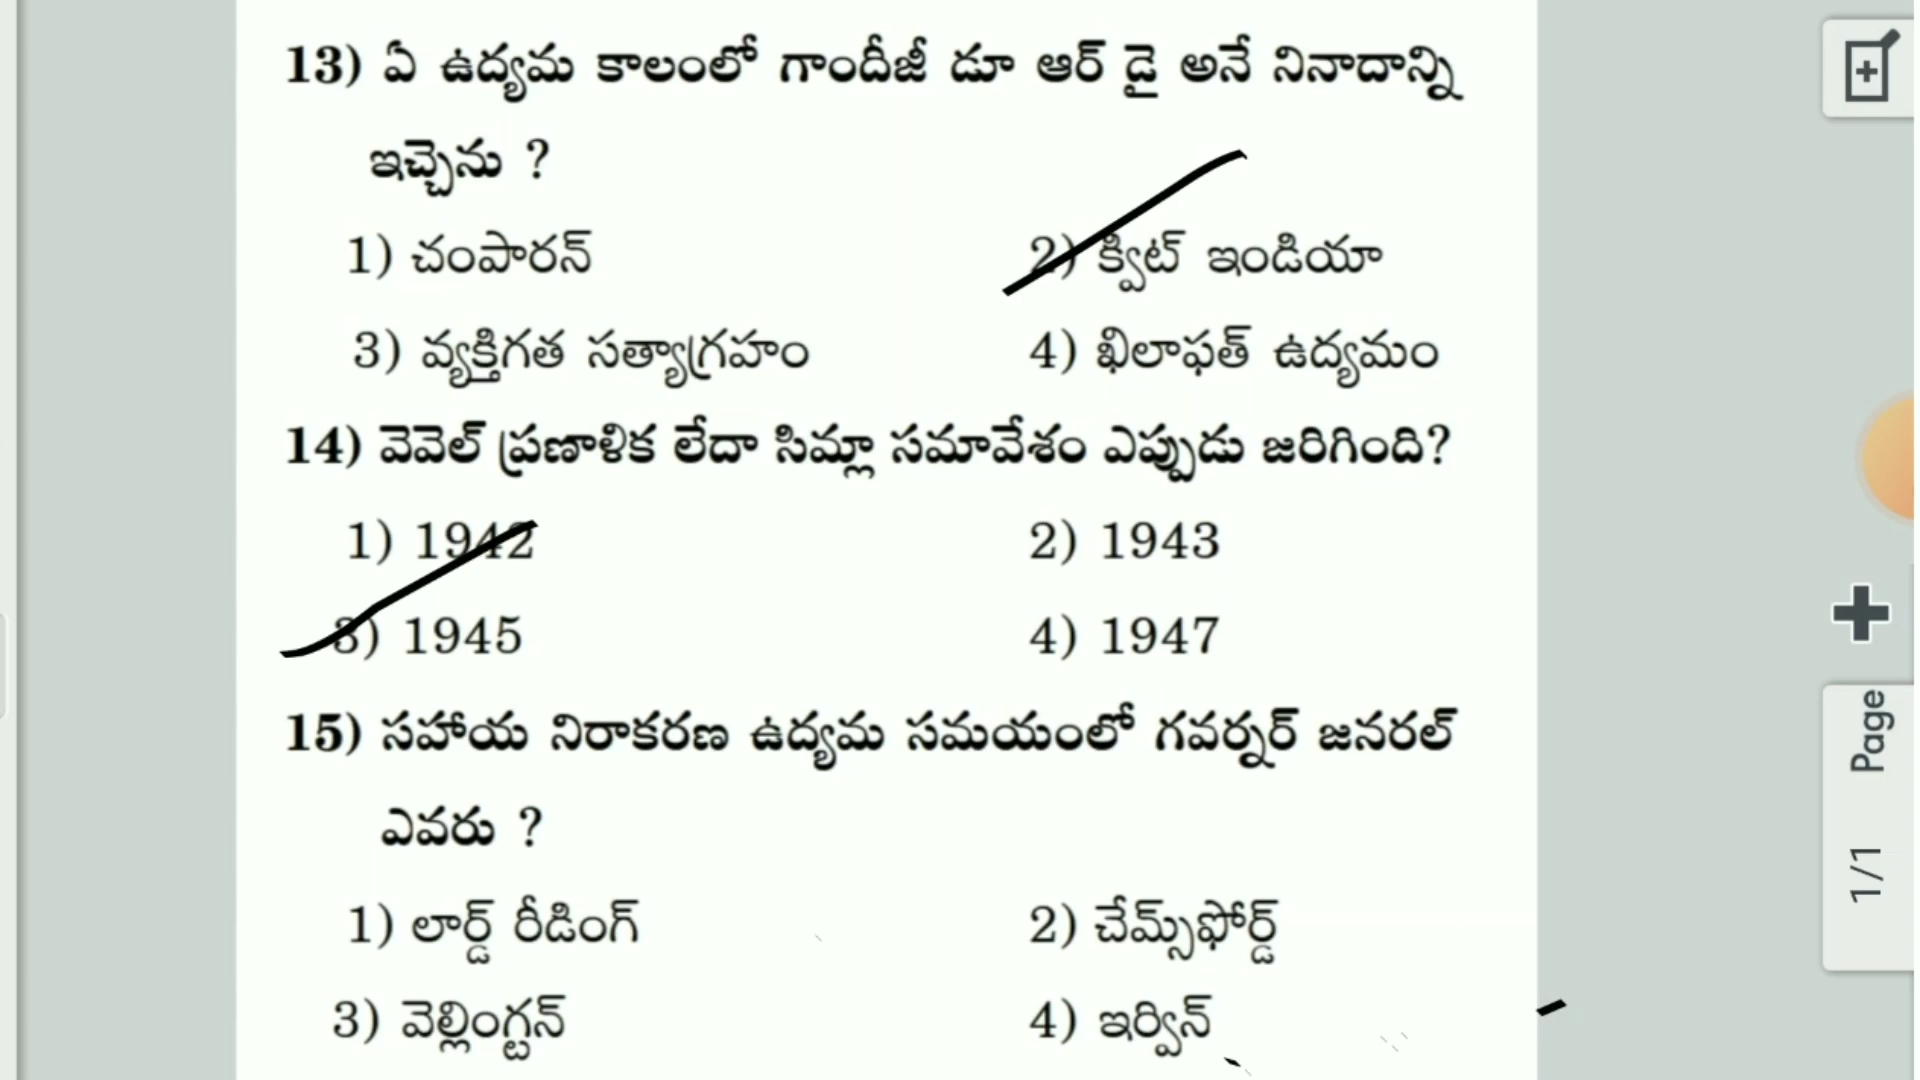 13) ఏ ఉద్యమ కాలంలో గాందీజీ డూ ఆర్ డై అనే నినాదాన్ని
ఇచ్చెను ?
1) చంపారన్ 2) క్విట్ ఇండియా
3) వ్యక్తిగత సత్యాగ్రహం 4) ఖిలాఫత్ ఉద్యమం
14) వెవెల్ ప్రణాళిక లేదా సిమ్లా సమావేశం ఎప్పుడు జరిగింది?
1) 1942 2) 1943
3) 1945 4) 1947
15) సహాయ నిరాకరణ ఉద్యమ సమయంలో గవర్నర్ జనరల్
ఎవరు ?
1) లార్డ్ రీడింగ్ 2) చేమ్స్‌ఫోర్డ్
3) వెల్లింగ్టన్ 4) ఇర్విన్
1/1 Page